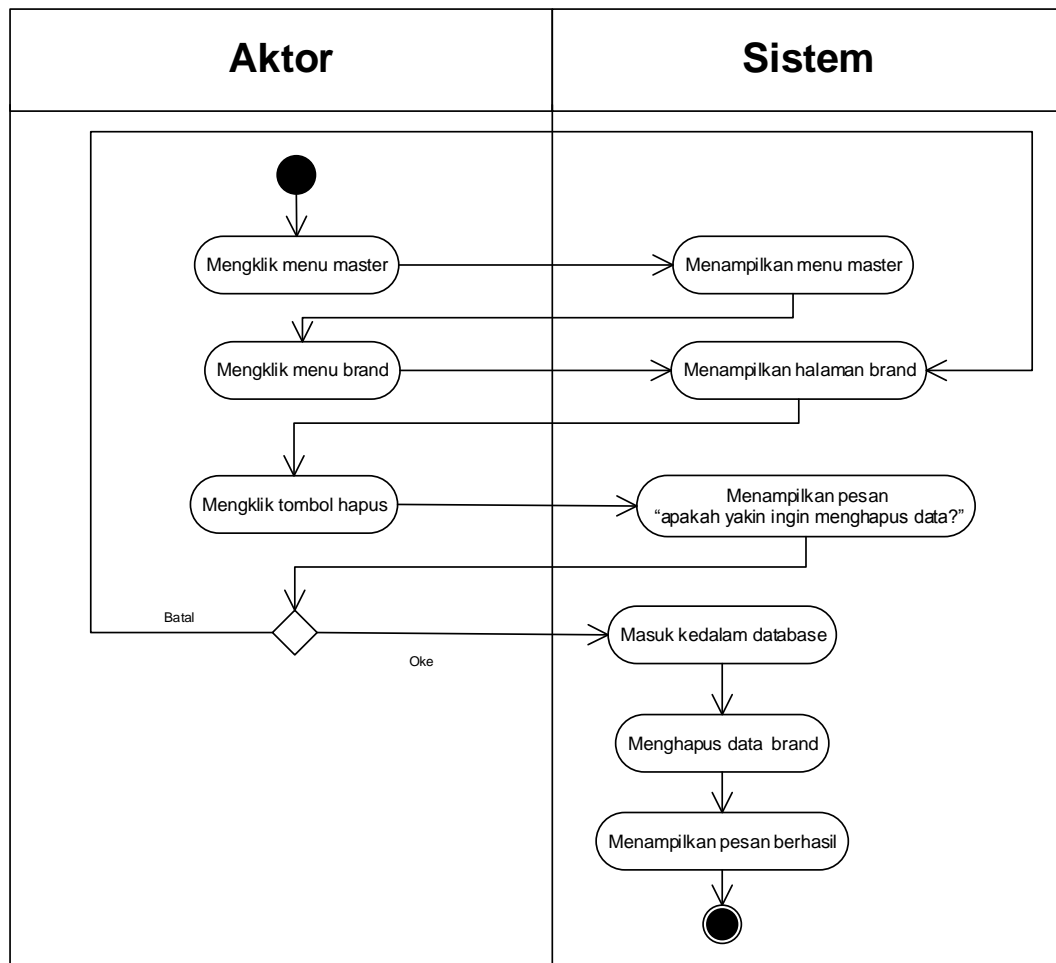 Aktor
Sistem
Mengklik menu master
Menampilkan menu master
Mengklik menu brand
Menampilkan halaman brand
Mengklik tombol hapus
Menampilkan pesan
“apakah yakin ingin menghapus data?”
Batal
Oke
Masuk kedalam database
Menghapus data brand
Menampilkan pesan berhasil